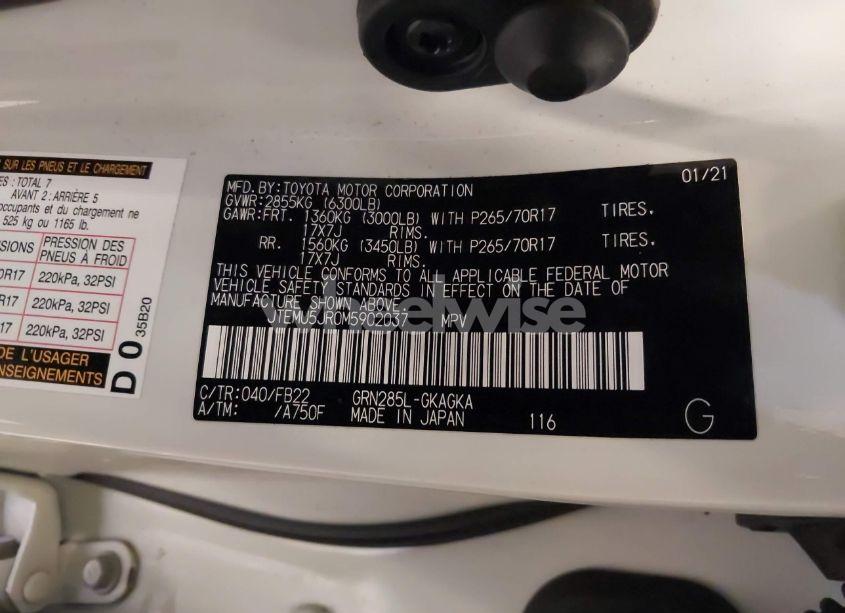 SUR LES PNEUS ET LE CHARGEMENT
ES : TOTAL 7
AVANT 2 : ARRIÈRE 5
occupants et du chargement ne
525 kg ou 1165 lb.
PRESSION DES
PNEUS À FROID
0R17 220kPa, 32PSI
220kPa, 32PSI
17 220kPa, 32PSI
DE L'USAGER
ENSEIGNEMENTS
D 0 35B20
01/21
MFD. BY: TOYOTA MOTOR CORPORATION
GVWR: 2855KG (6300LB)
GAWR: FRT. 1360KG (3000LB) WITH P265/70R17 TIRES.
17X7J RIMS.
RR. 1560KG (3450LB) WITH P265/70R17 TIRES.
17X7J RIMS.
THIS VEHICLE CONFORMS TO ALL APPLICABLE FEDERAL MOTOR
VEHICLE SAFETY STANDARDS IN EFFECT ON THE DATE OF
MANUFACTURE SHOWN ABOVE.
JTEMU5JR0M5902037 MPV
C/TR: 040/FB22 GRN285L-GKAGKA
A/TM: /A750F MADE IN JAPAN 116
G
wheelwise